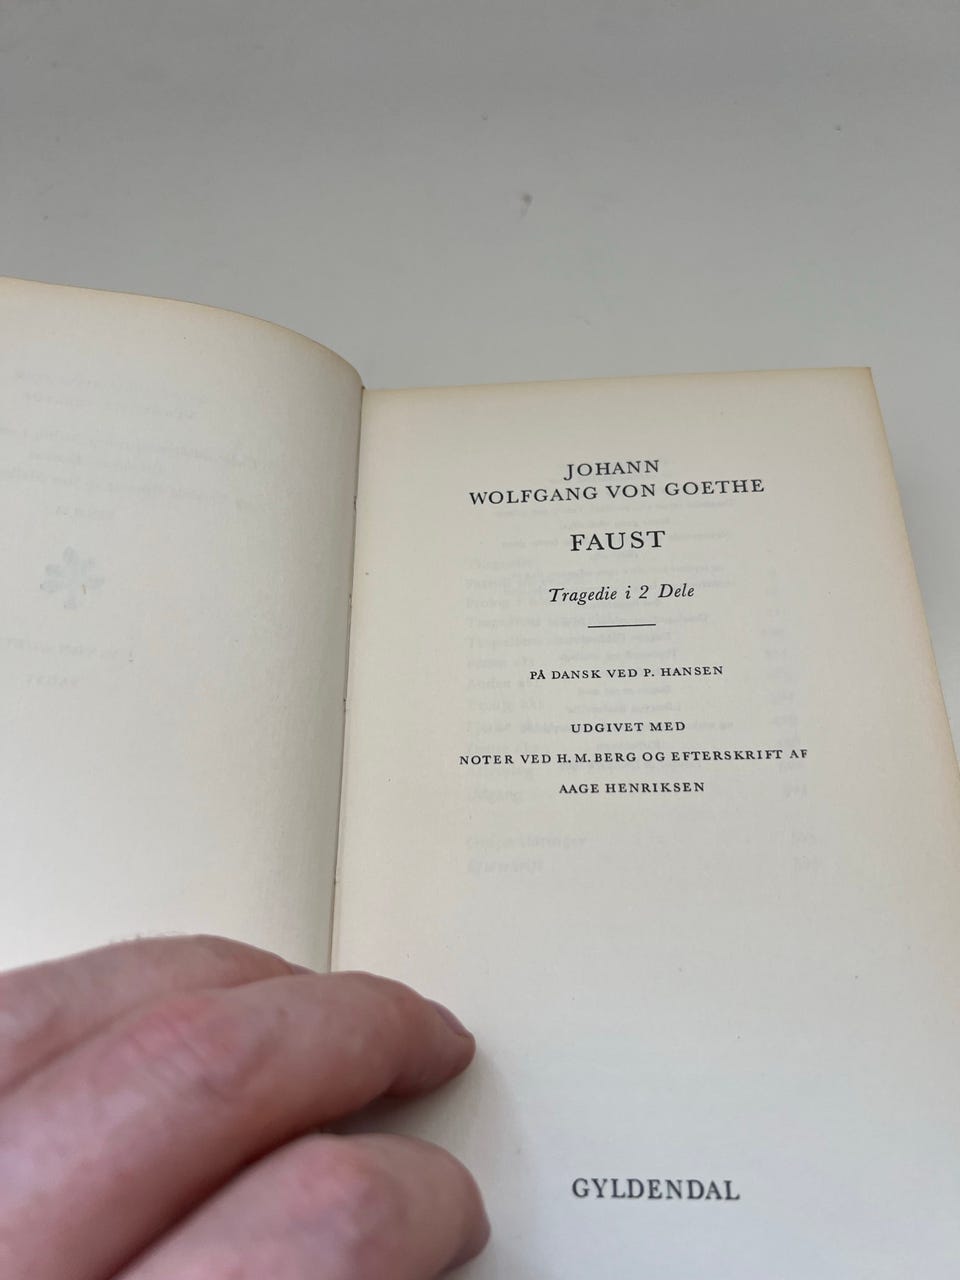 JOHANN
WOLFGANG VON GOETHE
FAUST
Tragedie i 2 Dele
PÅ DANSK VED P. HANSEN
UDGIVET MED
NOTER VED H. M. BERG OG EFTERSKRIFT AF
AAGE HENRIKSEN
GYLDENDAL